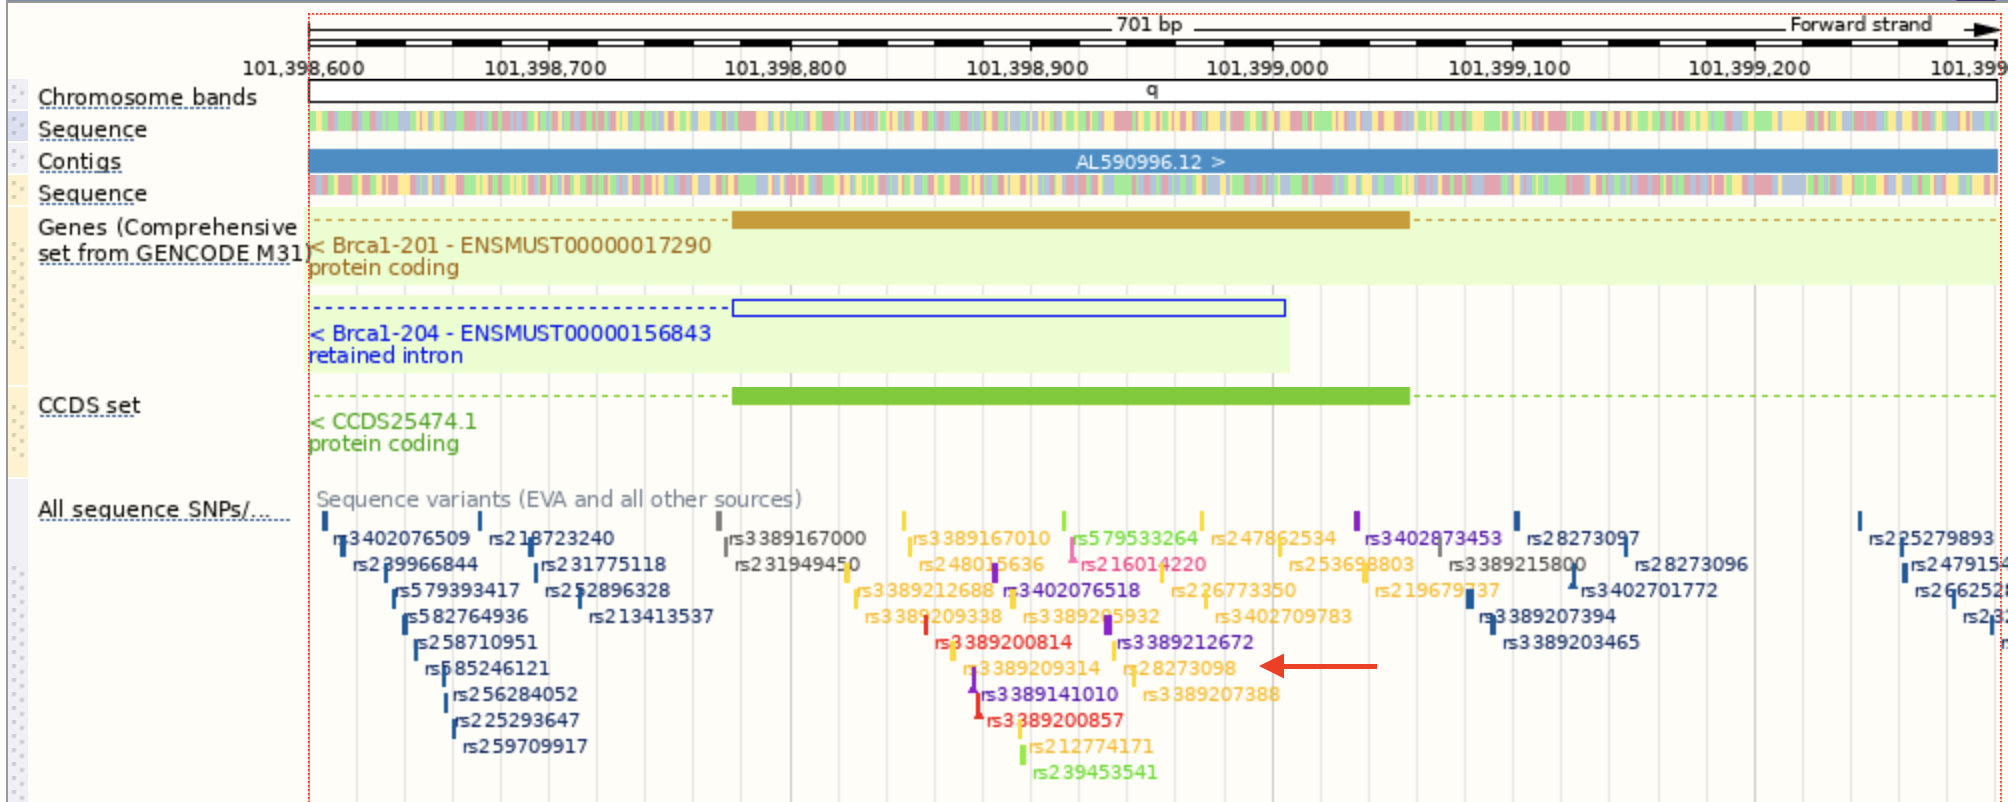 701 bp
Forward strand
101,398,600 101,398,700 101,398,800 101,398,900 101,399,000 101,399,100 101,399,200 101,399
Chromosome bands
q
Sequence
Contigs
AL590996.12 >
Sequence
Genes (Comprehensive
set from GENCODE M31)
< Brca1-201 - ENSMUST00000017290
protein coding
< Brca1-204 - ENSMUST00000156843
retained intron
CCDS set
< CCDS25474.1
protein coding
All sequence SNPs/...
Sequence variants (EVA and all other sources)
rs3402076509 rs218723240 rs3389167000 rs3389167010 rs579533264 rs247862534 rs3402873453 rs28273097 rs225279893
rs239966844 rs231775118 rs231949450 rs248015636 rs216014220 rs253698803 rs3389215800 rs28273096 rs2479154
rs579393417 rs252896328 rs3389212688 rs3402076518 rs226773350 rs219679737 rs3402701772 rs266252
rs582764936 rs213413537 rs3389209338 rs3389205932 rs3402709783 rs3389207394
rs258710951 rs3389200814 rs3389212672 rs3389203465
rs585246121 rs3389209314 rs28273098
rs256284052 rs3389141010 rs3389207388
rs225293647 rs3389200857
rs259709917 rs212774171
rs239453541